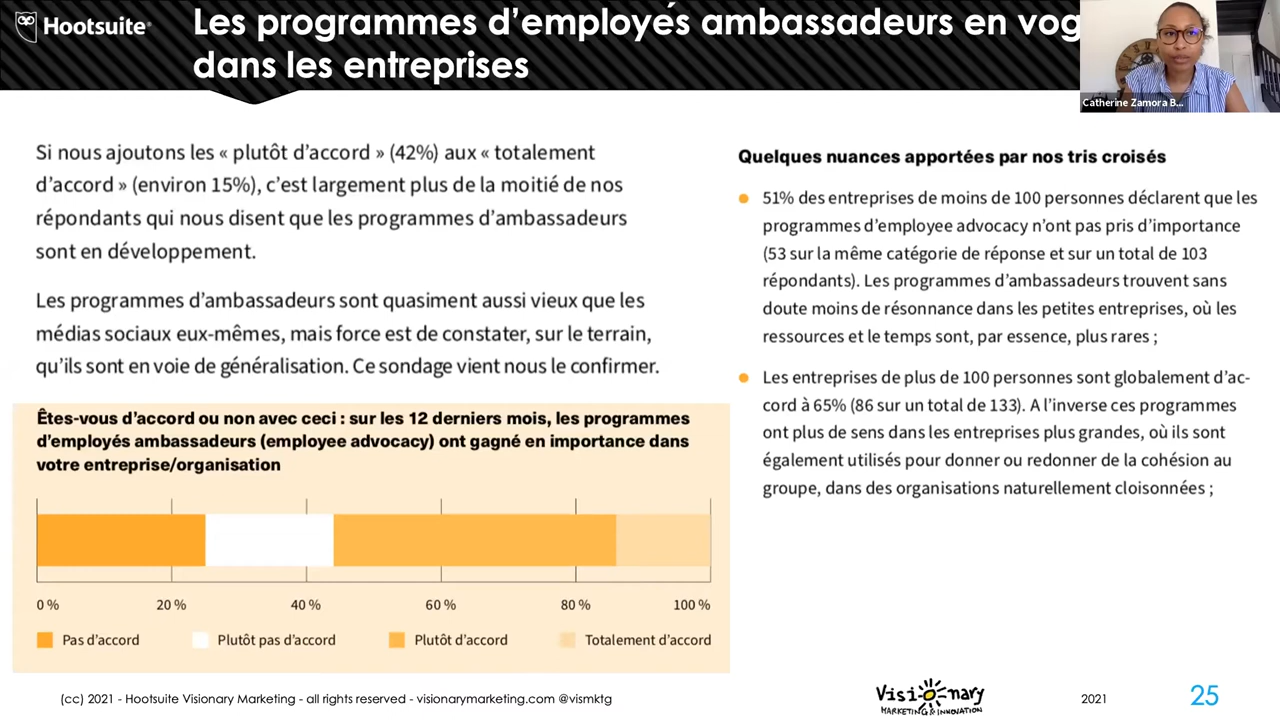 Hootsuite®
Les programmes d’employés ambassadeurs en vog
dans les entreprises
Catherine Zamora B...
Si nous ajoutons les « plutôt d’accord » (42%) aux « totalement
d’accord » (environ 15%), c’est largement plus de la moitié de nos
répondants qui nous disent que les programmes d’ambassadeurs
sont en développement.
Les programmes d’ambassadeurs sont quasiment aussi vieux que les
médias sociaux eux-mêmes, mais force est de constater, sur le terrain,
qu’ils sont en voie de généralisation. Ce sondage vient nous le confirmer.
Êtes-vous d’accord ou non avec ceci : sur les 12 derniers mois, les programmes
d’employés ambassadeurs (employee advocacy) ont gagné en importance dans
votre entreprise/organisation
0 % 20 % 40 % 60 % 80 % 100 %
Pas d’accord Plutôt pas d’accord Plutôt d’accord Totalement d’accord
Quelques nuances apportées par nos tris croisés
51% des entreprises de moins de 100 personnes déclarent que les
programmes d’employee advocacy n’ont pas pris d’importance
(53 sur la même catégorie de réponse et sur un total de 103
répondants). Les programmes d’ambassadeurs trouvent sans
doute moins de résonnance dans les petites entreprises, où les
ressources et le temps sont, par essence, plus rares ;
Les entreprises de plus de 100 personnes sont globalement d’ac-
cord à 65% (86 sur un total de 133). A l’inverse ces programmes
ont plus de sens dans les entreprises plus grandes, où ils sont
également utilisés pour donner ou redonner de la cohésion au
groupe, dans des organisations naturellement cloisonnées ;
(cc) 2021 - Hootsuite Visionary Marketing - all rights reserved - visionarymarketing.com @vismktg
Visionary
MARKETING & INNOVATION
2021
25